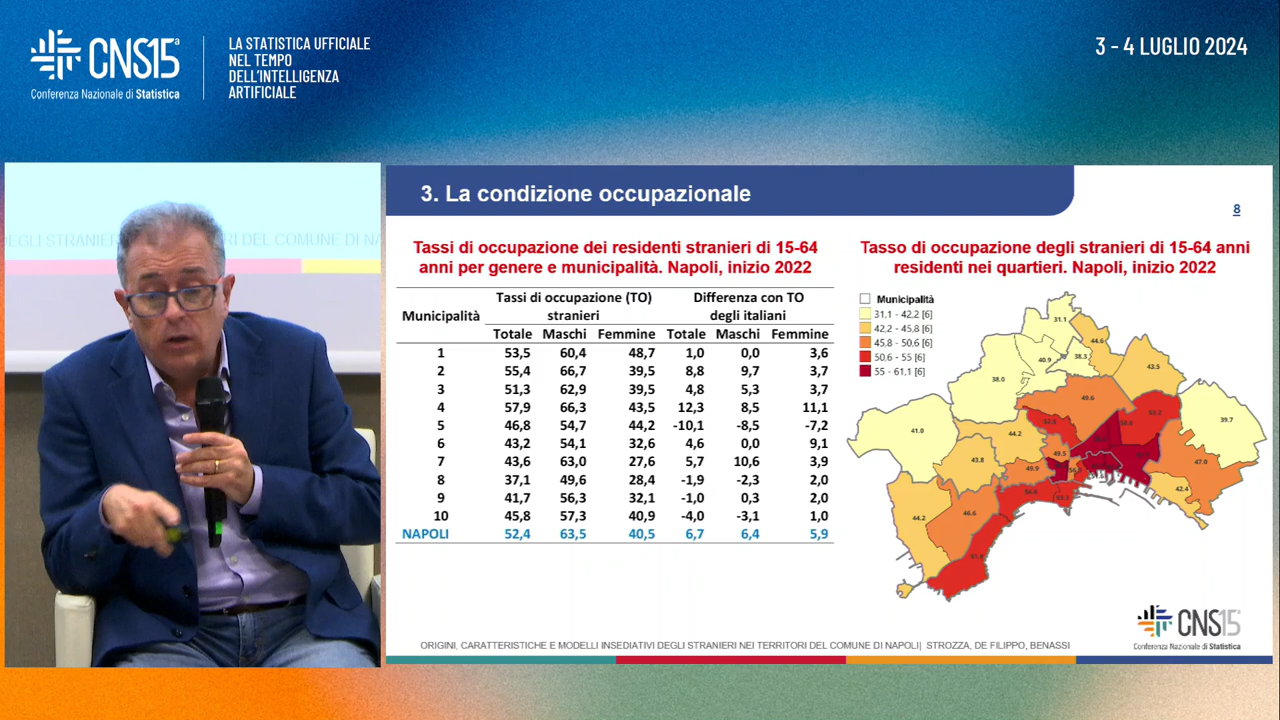 CNS15ª
Conferenza Nazionale di Statistica
LA STATISTICA UFFICIALE
NEL TEMPO
DELL'INTELLIGENZA
ARTIFICIALE
3 - 4 LUGLIO 2024
DEGLI STRANIERI
RI DEL COMUNE DI NA
3. La condizione occupazionale
8
Tassi di occupazione dei residenti stranieri di 15-64
anni per genere e municipalità. Napoli, inizio 2022
Municipalità Tassi di occupazione (TO) stranieri Differenza con TO degli italiani
Totale Maschi Femmine Totale Maschi Femmine
1 53,5 60,4 48,7 1,0 0,0 3,6
2 55,4 66,7 39,5 8,8 9,7 3,7
3 51,3 62,9 39,5 4,8 5,3 3,7
4 57,9 66,3 43,5 12,3 8,5 11,1
5 46,8 54,7 44,2 -10,1 -8,5 -7,2
6 43,2 54,1 32,6 4,6 0,0 9,1
7 43,6 63,0 27,6 5,7 10,6 3,9
8 37,1 49,6 28,4 -1,9 -2,3 2,0
9 41,7 56,3 32,1 -1,0 0,3 2,0
10 45,8 57,3 40,9 -4,0 -3,1 1,0
NAPOLI 52,4 63,5 40,5 6,7 6,4 5,9
Tasso di occupazione degli stranieri di 15-64 anni
residenti nei quartieri. Napoli, inizio 2022
Municipalità
31,1 - 42,2 [6]
42,2 - 45,8 [6]
45,8 - 50,6 [6]
50,6 - 55 [6]
55 - 61,1 [6]
31.1
44.6
40.9
38.3
43.5
38.0
49.6
39.7
53.2
41.0
44.2
49.5
43.8
49.9
47.0
42.4
44.2
46.6
ORIGINI, CARATTERISTICHE E MODELLI INSEDIATIVI DEGLI STRANIERI NEI TERRITORI DEL COMUNE DI NAPOLI| STROZZA, DE FILIPPO, BENASSI
CNS15ª
Conferenza Nazionale di Statistica